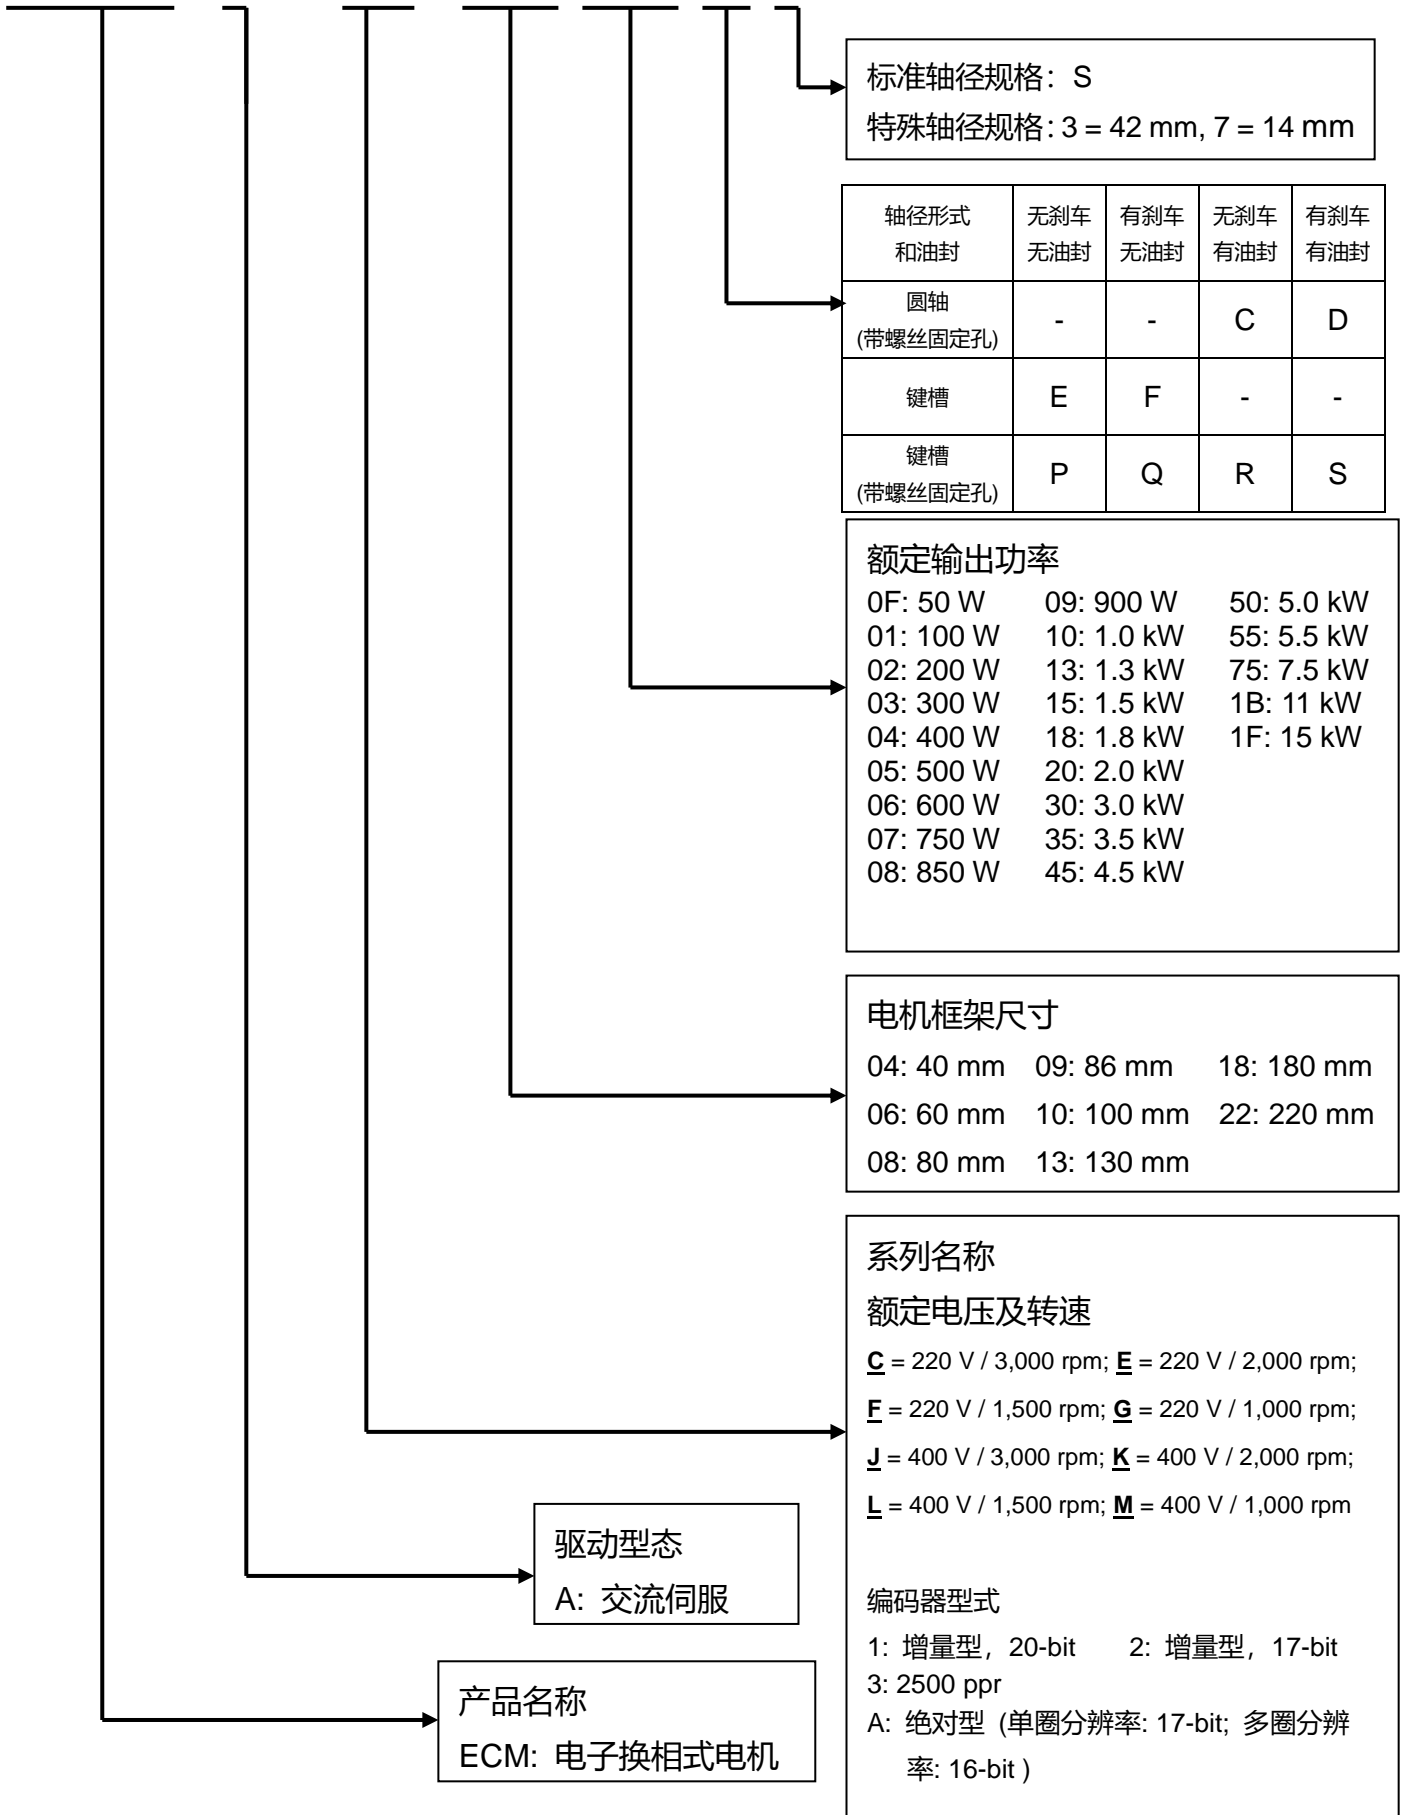 标准轴径规格：S
特殊轴径规格: 3 = 42 mm, 7 = 14 mm
轴径形式 无刹车 有刹车 无刹车 有刹车
和油封 无油封 无油封 有油封 有油封
圆轴
(带螺丝固定孔) - - C D
键槽 E F - -
键槽
(带螺丝固定孔) P Q R S
额定输出功率
0F: 50 W 09: 900 W 50: 5.0 kW
01: 100 W 10: 1.0 kW 55: 5.5 kW
02: 200 W 13: 1.3 kW 75: 7.5 kW
03: 300 W 15: 1.5 kW 1B: 11 kW
04: 400 W 18: 1.8 kW 1F: 15 kW
05: 500 W 20: 2.0 kW
06: 600 W 30: 3.0 kW
07: 750 W 35: 3.5 kW
08: 850 W 45: 4.5 kW
电机框架尺寸
04: 40 mm 09: 86 mm 18: 180 mm
06: 60 mm 10: 100 mm 22: 220 mm
08: 80 mm 13: 130 mm
系列名称
额定电压及转速
C = 220 V / 3,000 rpm; E = 220 V / 2,000 rpm;
F = 220 V / 1,500 rpm; G = 220 V / 1,000 rpm;
J = 400 V / 3,000 rpm; K = 400 V / 2,000 rpm;
L = 400 V / 1,500 rpm; M = 400 V / 1,000 rpm
编码器型式
1: 增量型，20-bit 2: 增量型，17-bit
3: 2500 ppr
A: 绝对型 (单圈分辨率: 17-bit; 多圈分辨
率: 16-bit )
驱动型态
A: 交流伺服
产品名称
ECM: 电子换相式电机